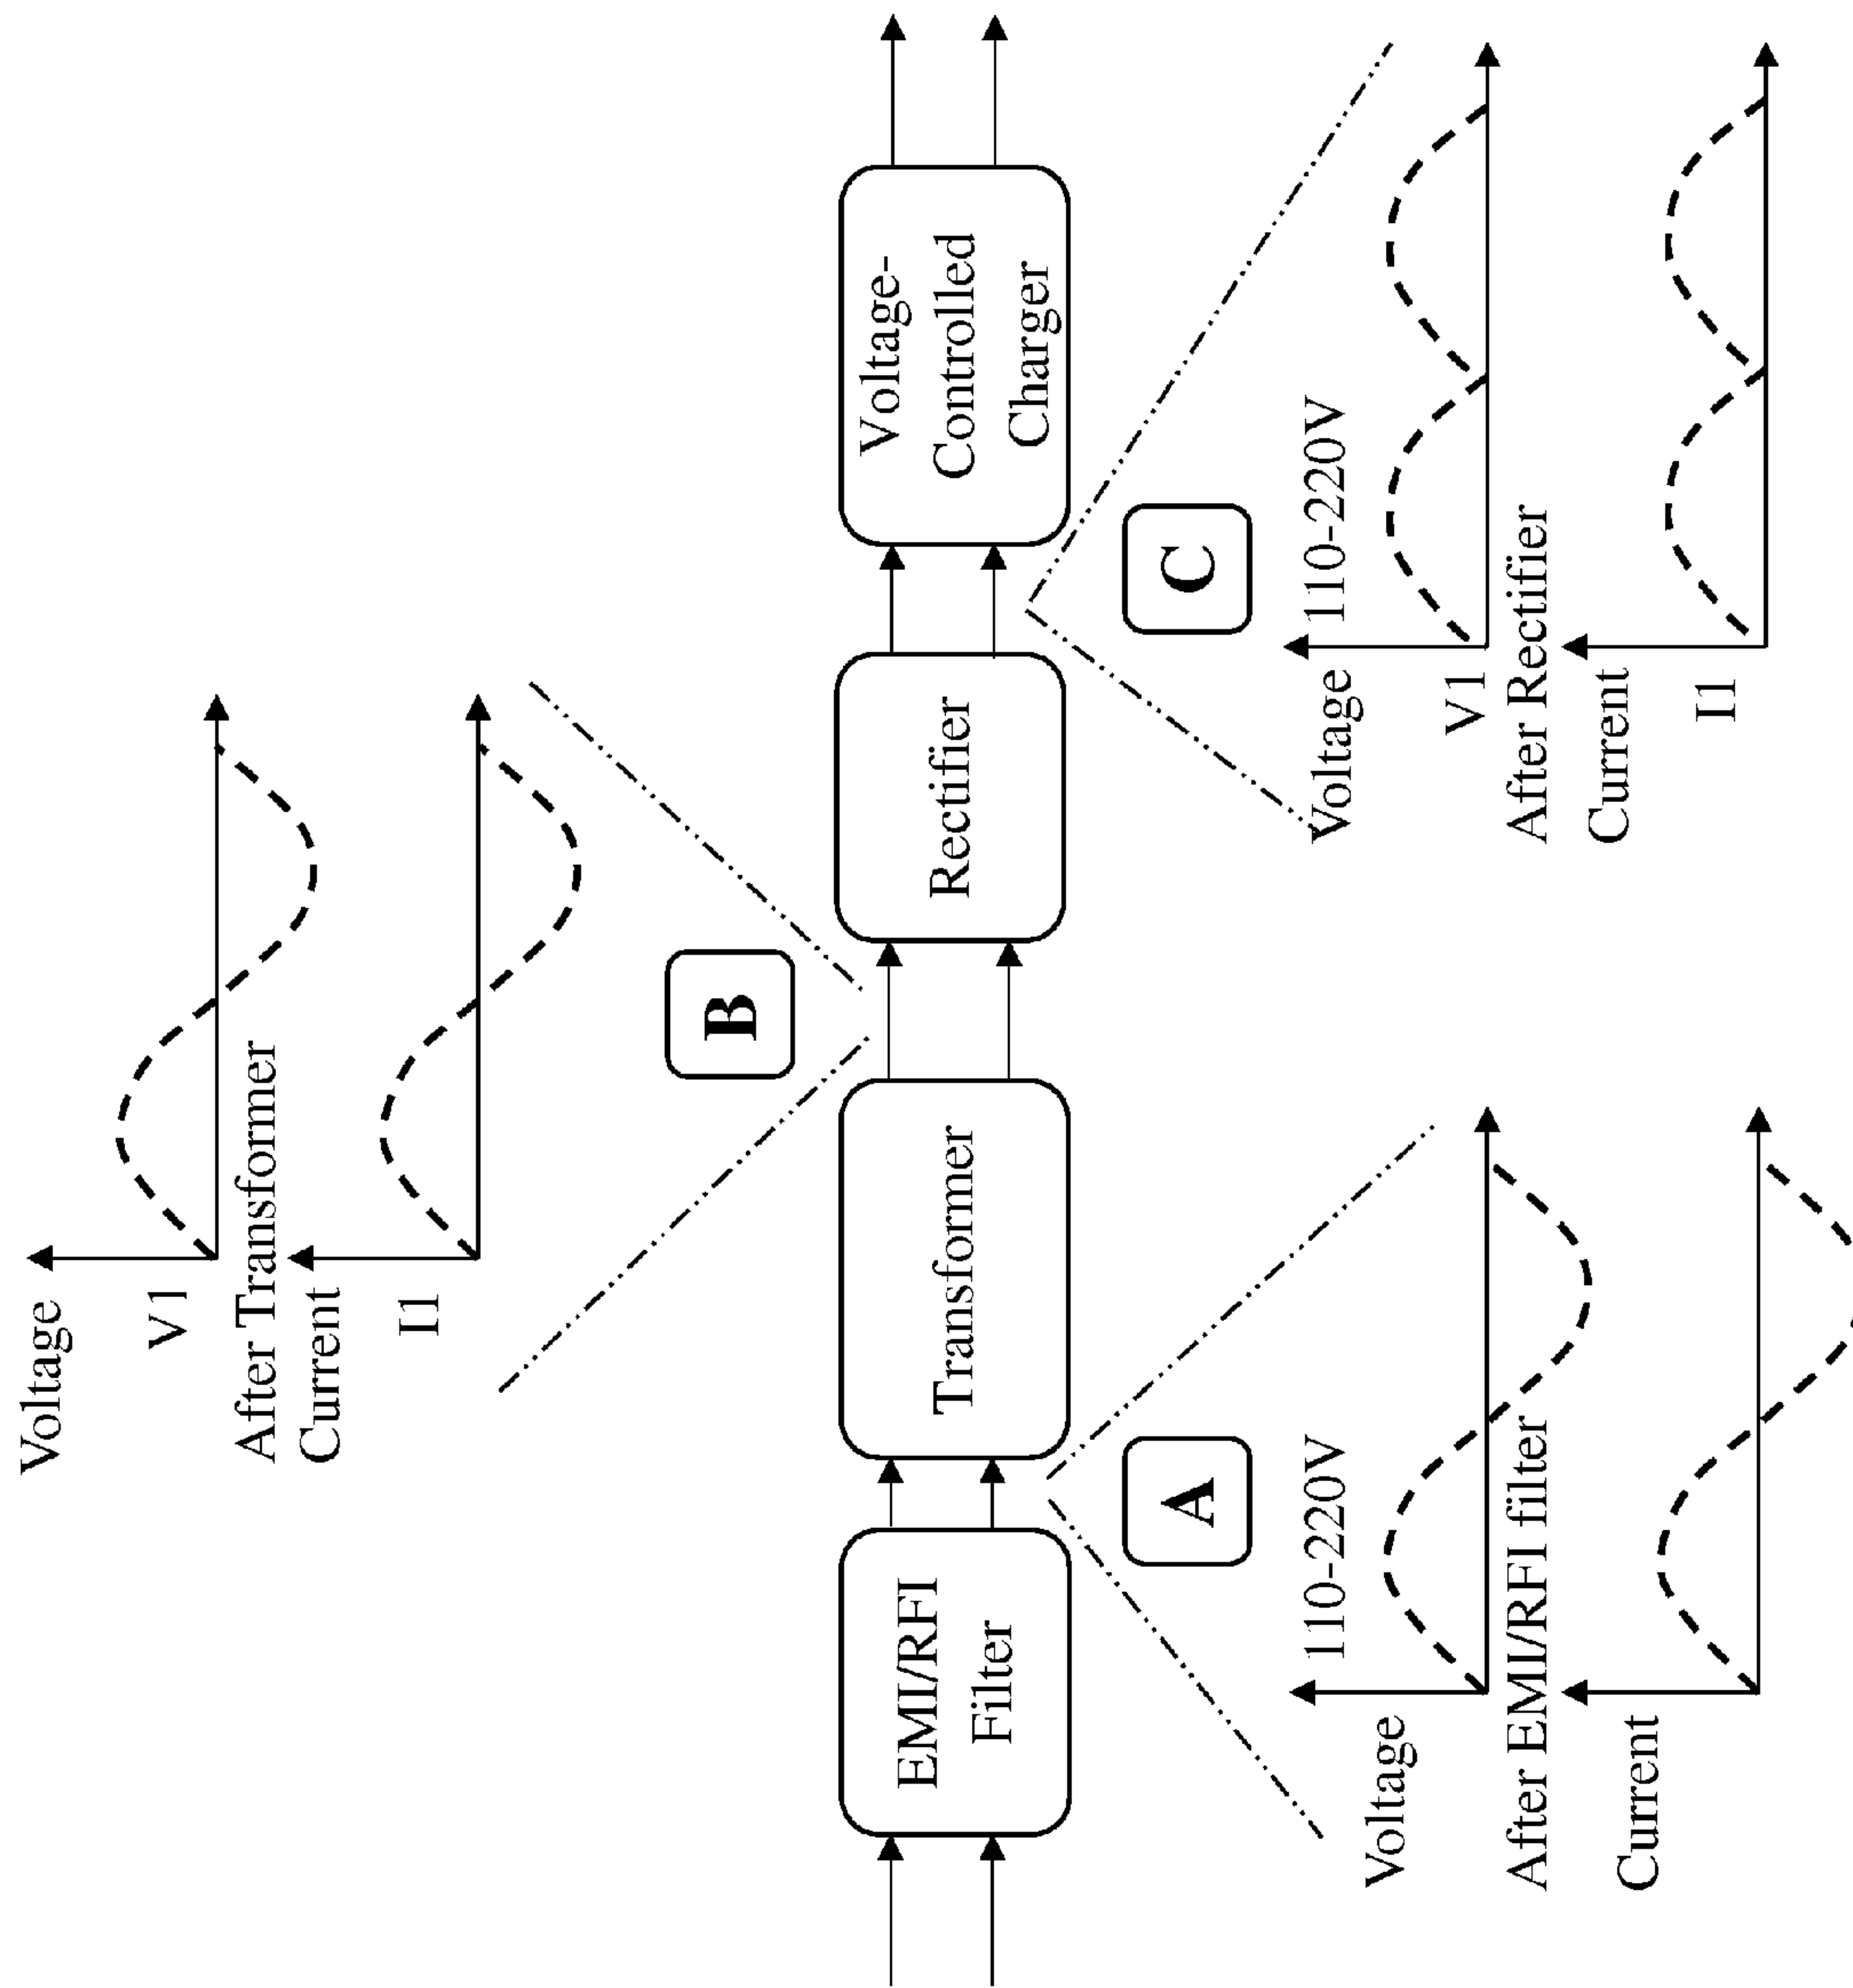 Voltage
V1
After Transformer
Current
I1
B
EMI/RFI
Filter
Transformer
Rectifier
Voltage-
Controlled
Charger
A
110-220V
Voltage
After EMI/RFI filter
Current
C
110-220V
Voltage
V1
After Rectifier
Current
I1